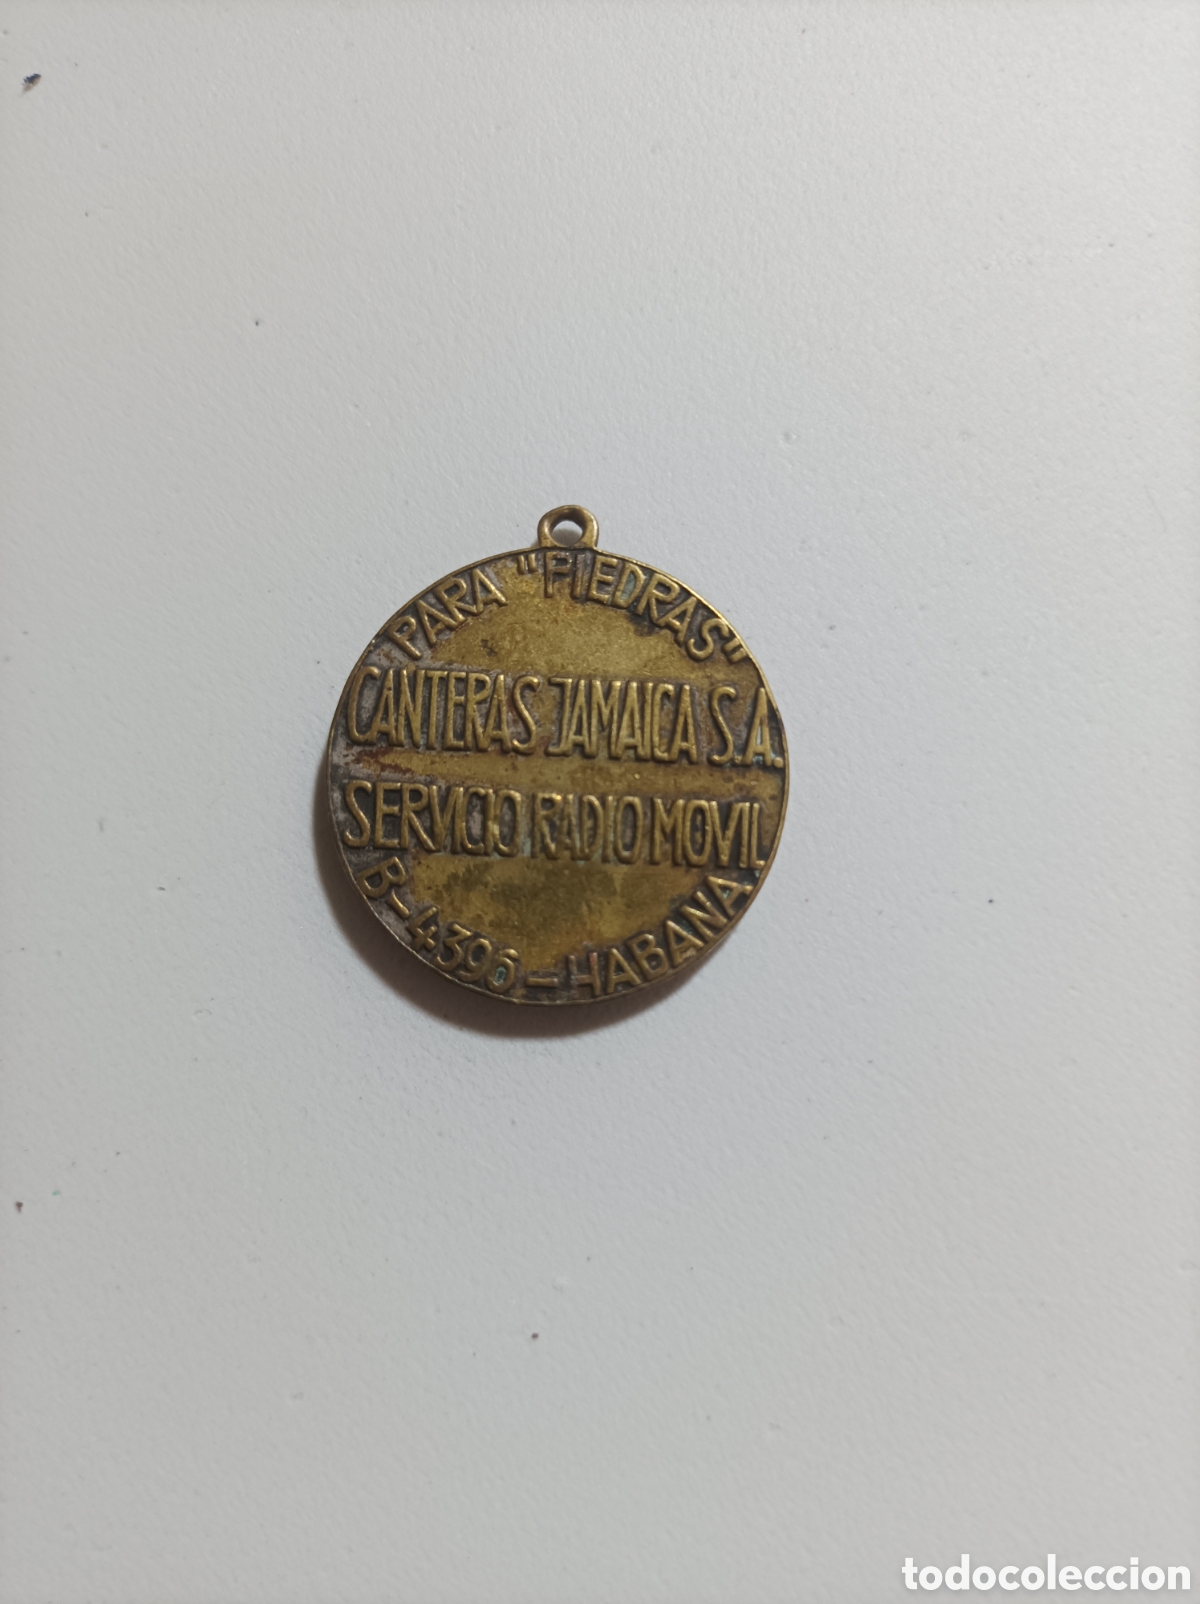 PARA "PIEDRAS"
CANTERAS JAMAICA S.A.
SERVICIO RADIO MOVIL
B-4396-HABANA
todocoleccion